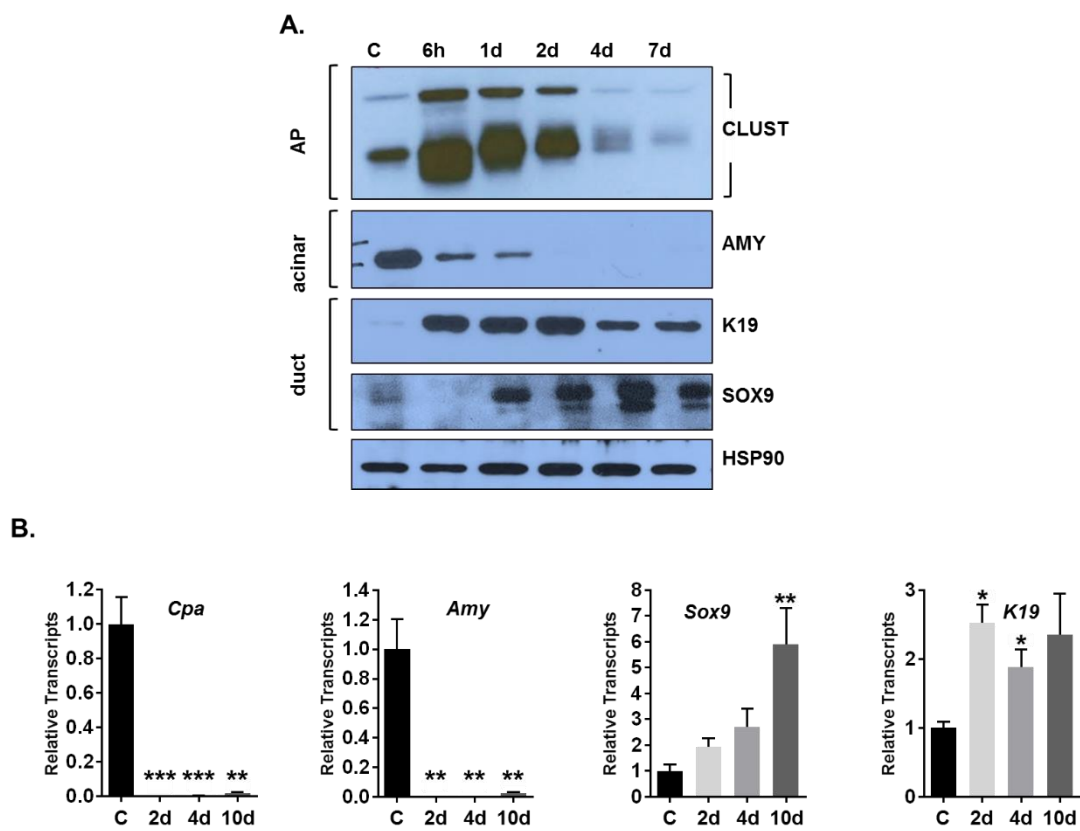 A.
C 6h 1d 2d 4d 7d
AP
CLUST
acinar
AMY
duct
K19
SOX9
HSP90
B.
Relative Transcripts
1.2
1.0
0.8
0.6
0.4
0.2
0.0
Cpa
*** *** **
C 2d 4d 10d
Relative Transcripts
1.4
1.2
1.0
0.8
0.6
0.4
0.2
0.0
Amy
** ** **
C 2d 4d 10d
Relative Transcripts
8
7
6
5
4
3
2
1
0
Sox9
**
C 2d 4d 10d
Relative Transcripts
3
2
1
0
K19
*
*
C 2d 4d 10d